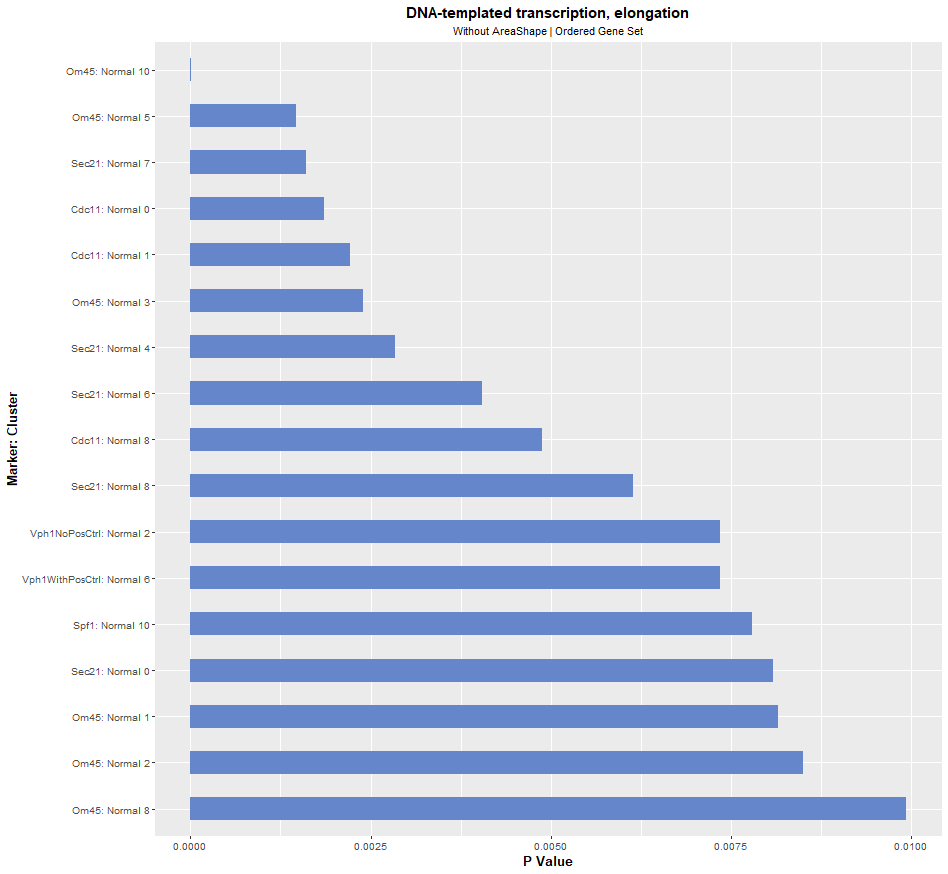 DNA-templated transcription, elongation
Without AreaShape | Ordered Gene Set
Marker: Cluster
Om45: Normal 10
Om45: Normal 5
Sec21: Normal 7
Cdc11: Normal 0
Cdc11: Normal 1
Om45: Normal 3
Sec21: Normal 4
Sec21: Normal 6
Cdc11: Normal 8
Sec21: Normal 8
Vph1NoPosCtrl: Normal 2
Vph1WithPosCtrl: Normal 6
Spf1: Normal 10
Sec21: Normal 0
Om45: Normal 1
Om45: Normal 2
Om45: Normal 8
0.0000 0.0025 0.0050 0.0075 0.0100
P Value